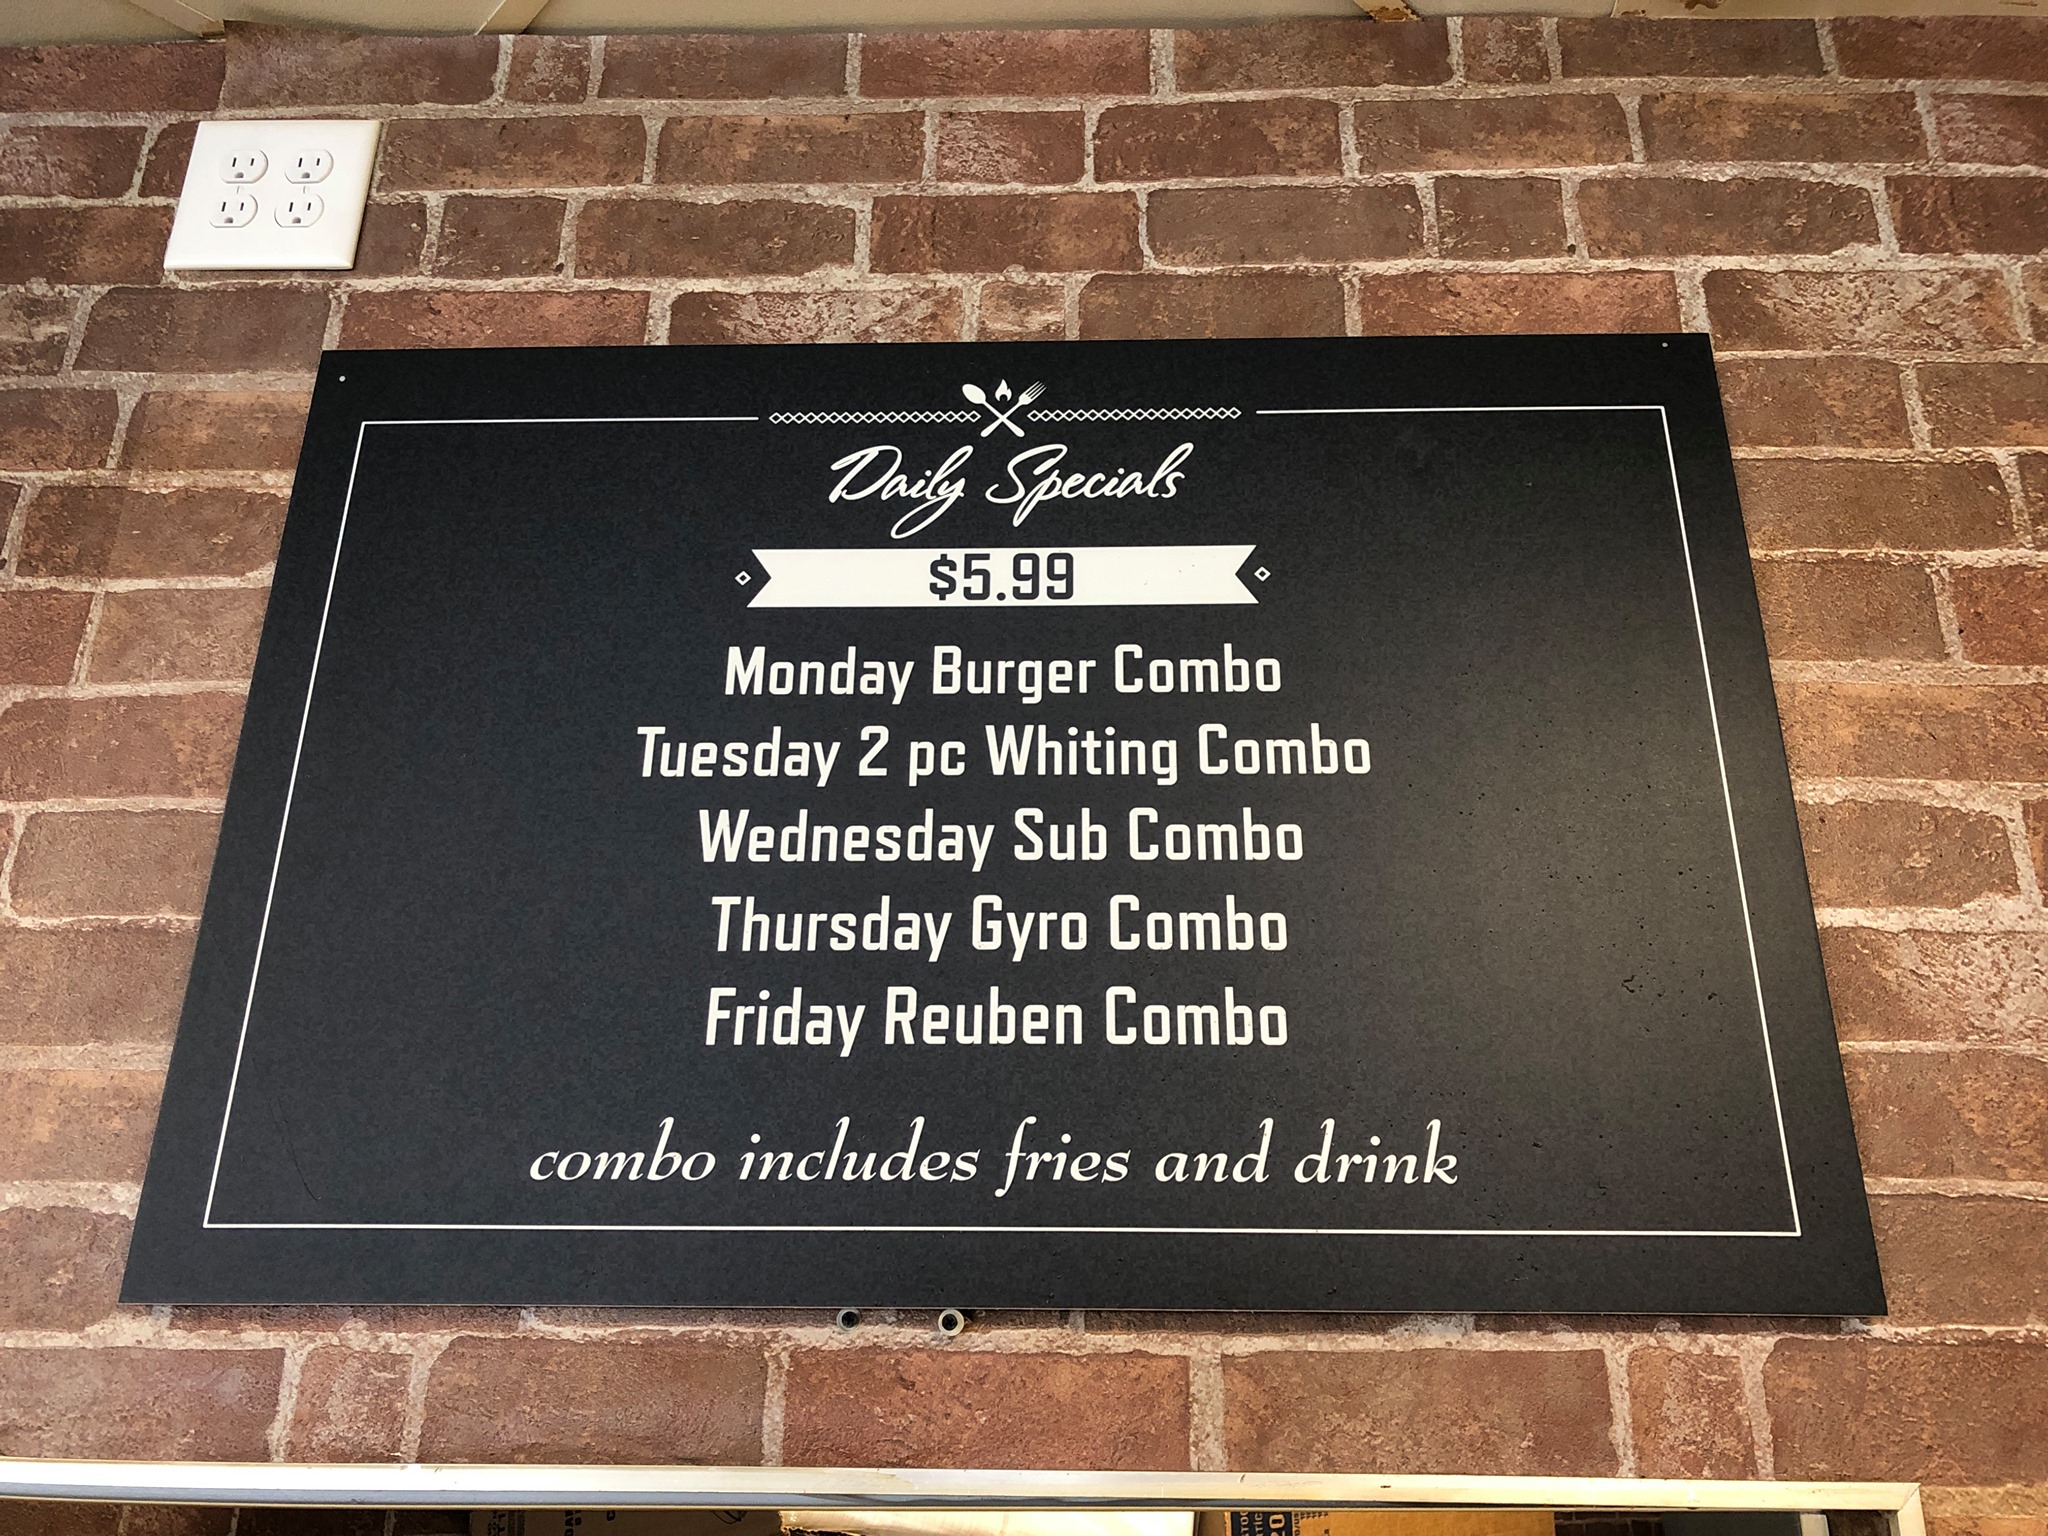 Daily Specials
$5.99
Monday Burger Combo
Tuesday 2 pc Whiting Combo
Wednesday Sub Combo
Thursday Gyro Combo
Friday Reuben Combo
combo includes fries and drink